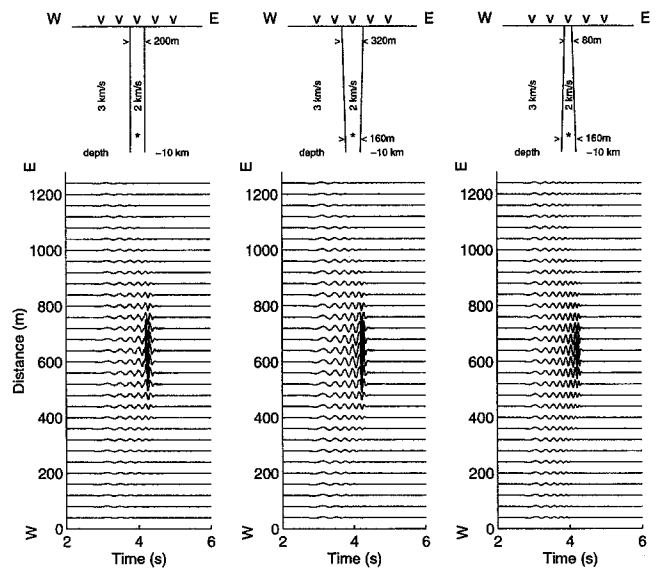 W V V V V V E
> < 200m
3 km/s
2 km/s
*
depth −10 km
W V V V V V E
> < 320m
3 km/s
2 km/s
*
> < 160m
depth −10 km
W V V V V V E
> < 80m
3 km/s
2 km/s
*
> < 160m
depth −10 km
E
1200
1000
800
600
400
200
0
W
Distance (m)
2 4 6
Time (s)
E
1200
1000
800
600
400
200
0
W
2 4 6
Time (s)
E
1200
1000
800
600
400
200
0
W
2 4 6
Time (s)